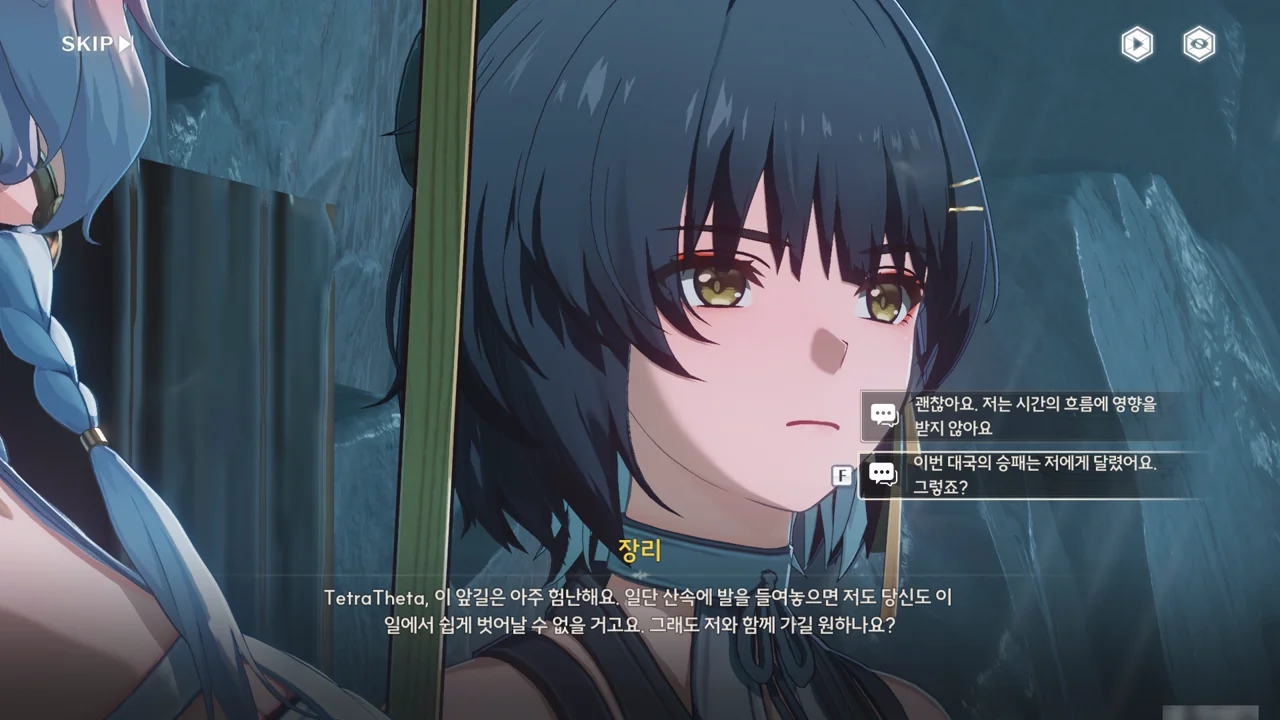 SKIP
괜찮아요. 저는 시간의 흐름에 영향을
받지 않아요
이번 대국의 승패는 저에게 달렸어요.
F
그렇죠?
장리
TetraTheta, 이 앞길은 아주 험난해요. 일단 산속에 발을 들여놓으면 저도 당신도 이
일에서 쉽게 벗어날 수 없을 거고요. 그래도 저와 함께 가길 원하나요?